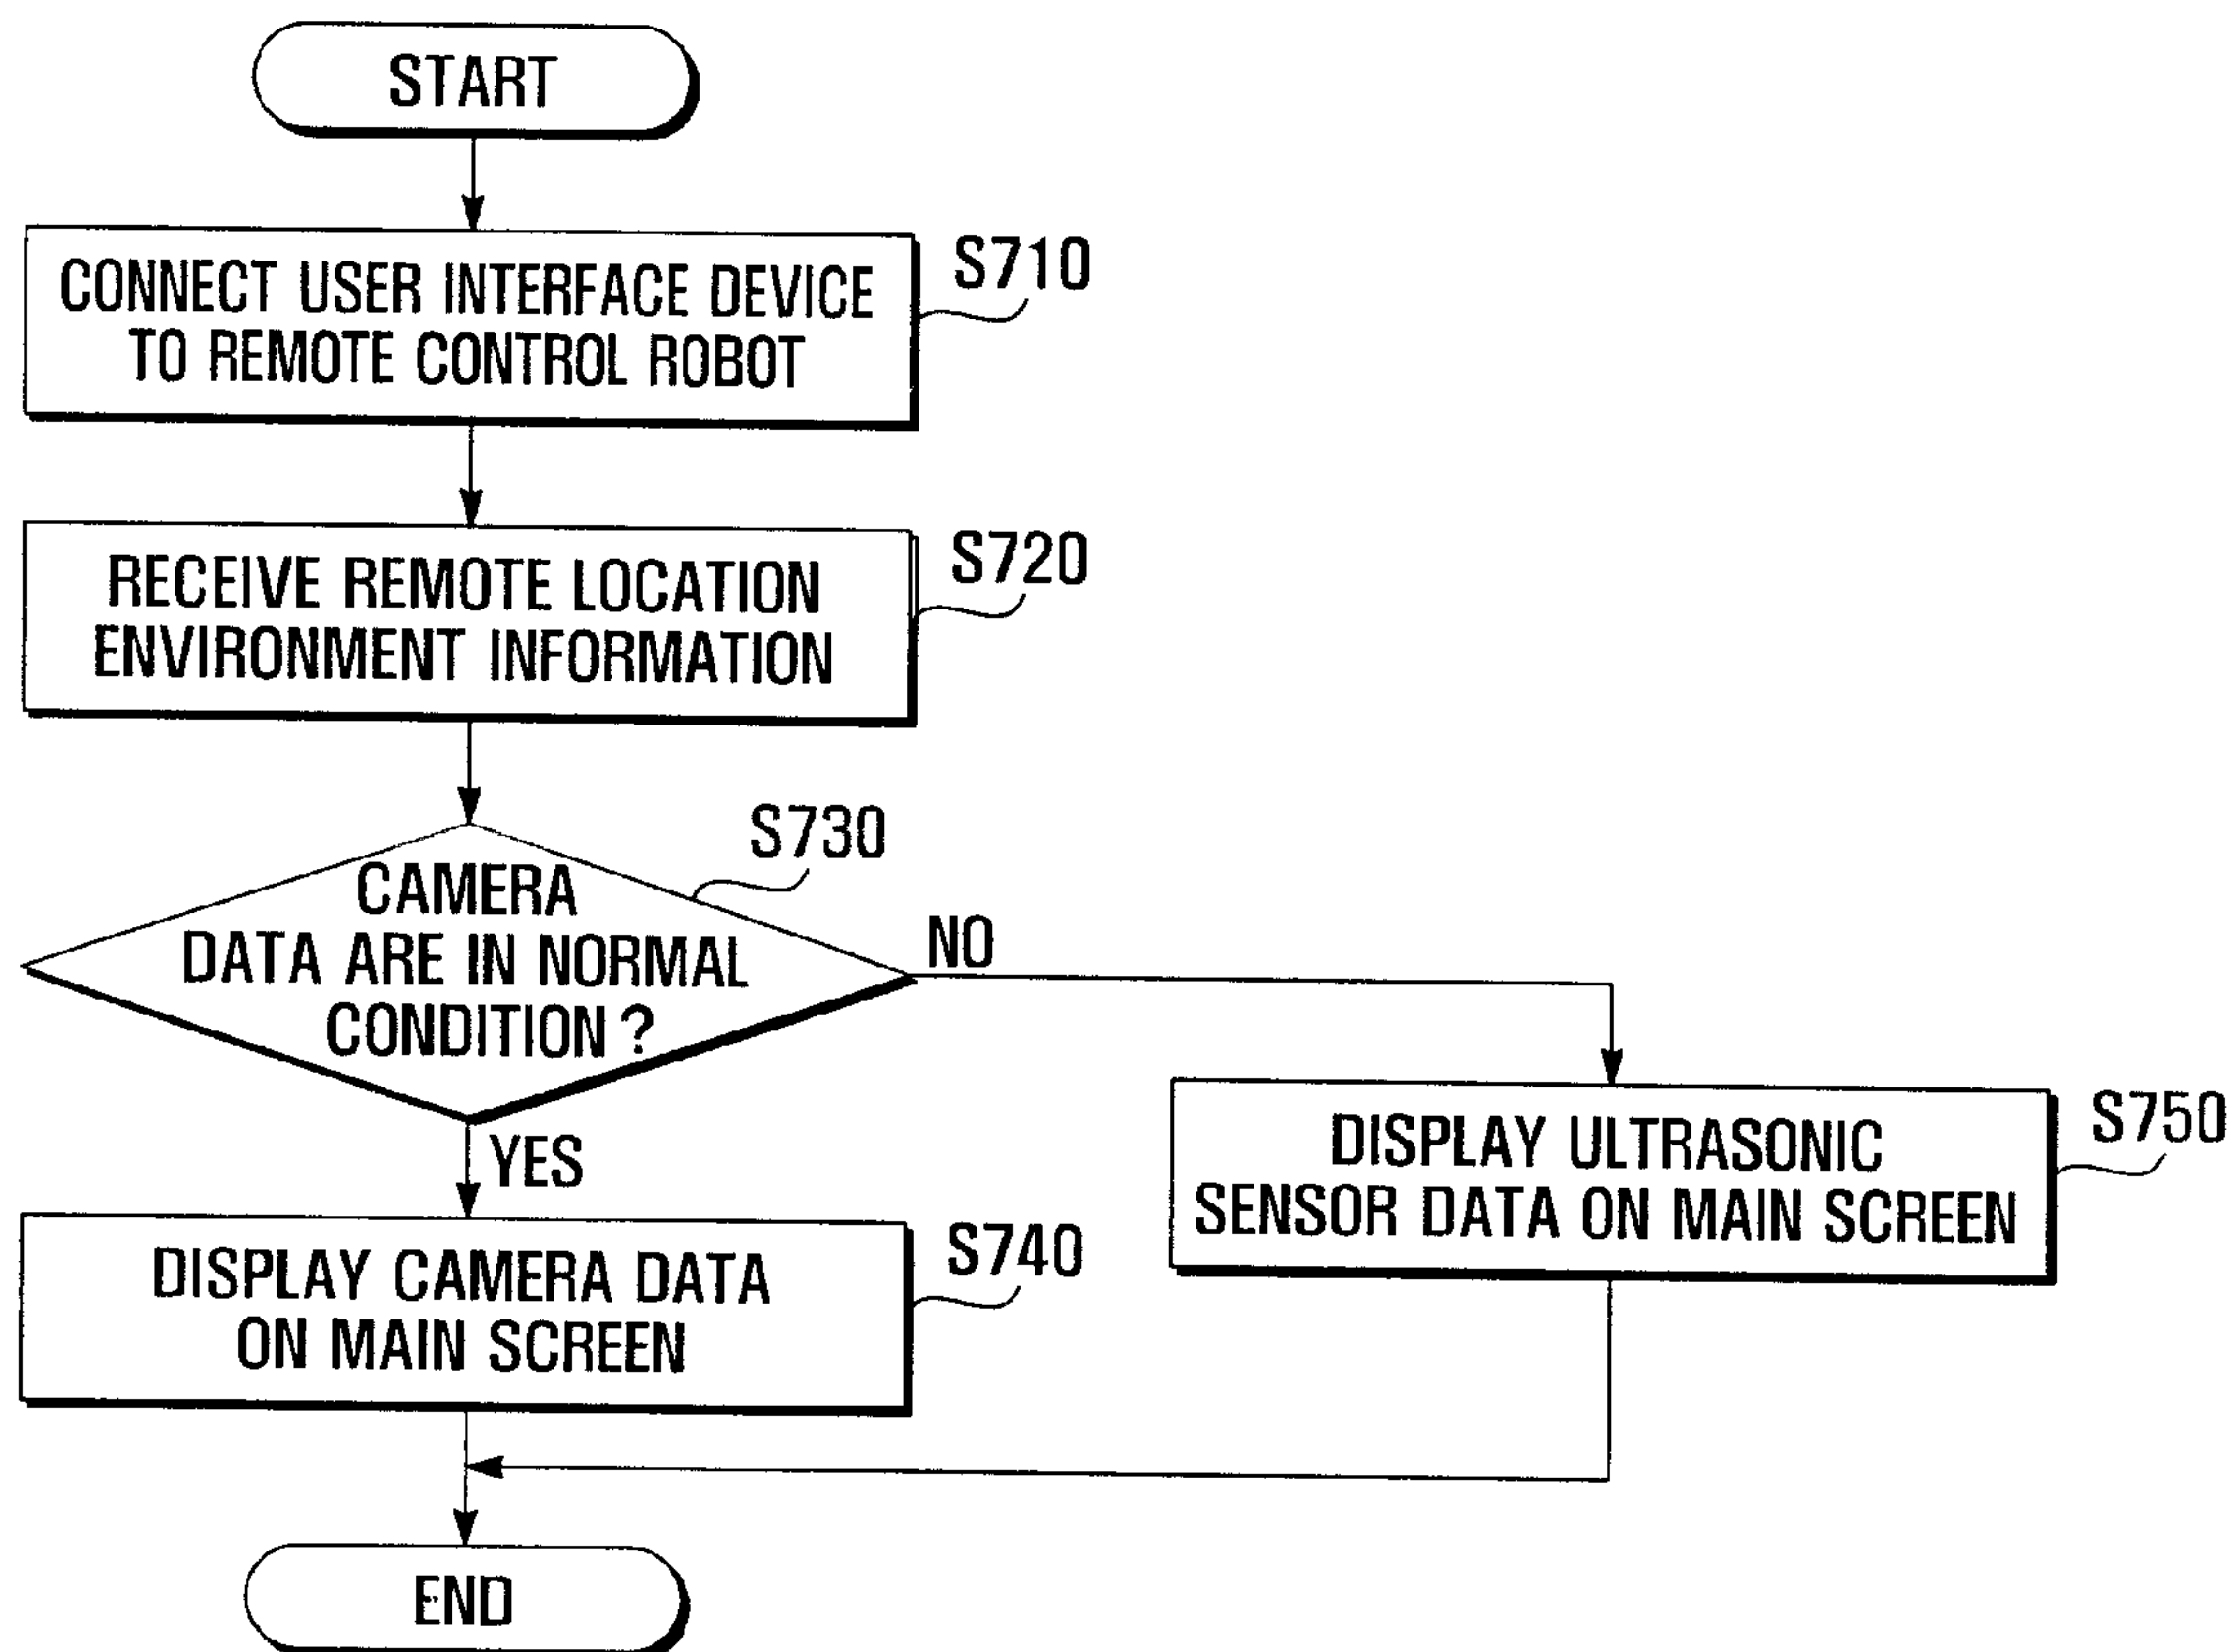 START
CONNECT USER INTERFACE DEVICE
TO REMOTE CONTROL ROBOT
S710
RECEIVE REMOTE LOCATION
ENVIRONMENT INFORMATION
S720
S730
CAMERA
DATA ARE IN NORMAL
CONDITION ?
NO
YES
DISPLAY CAMERA DATA
ON MAIN SCREEN
S740
DISPLAY ULTRASONIC
SENSOR DATA ON MAIN SCREEN
S750
END